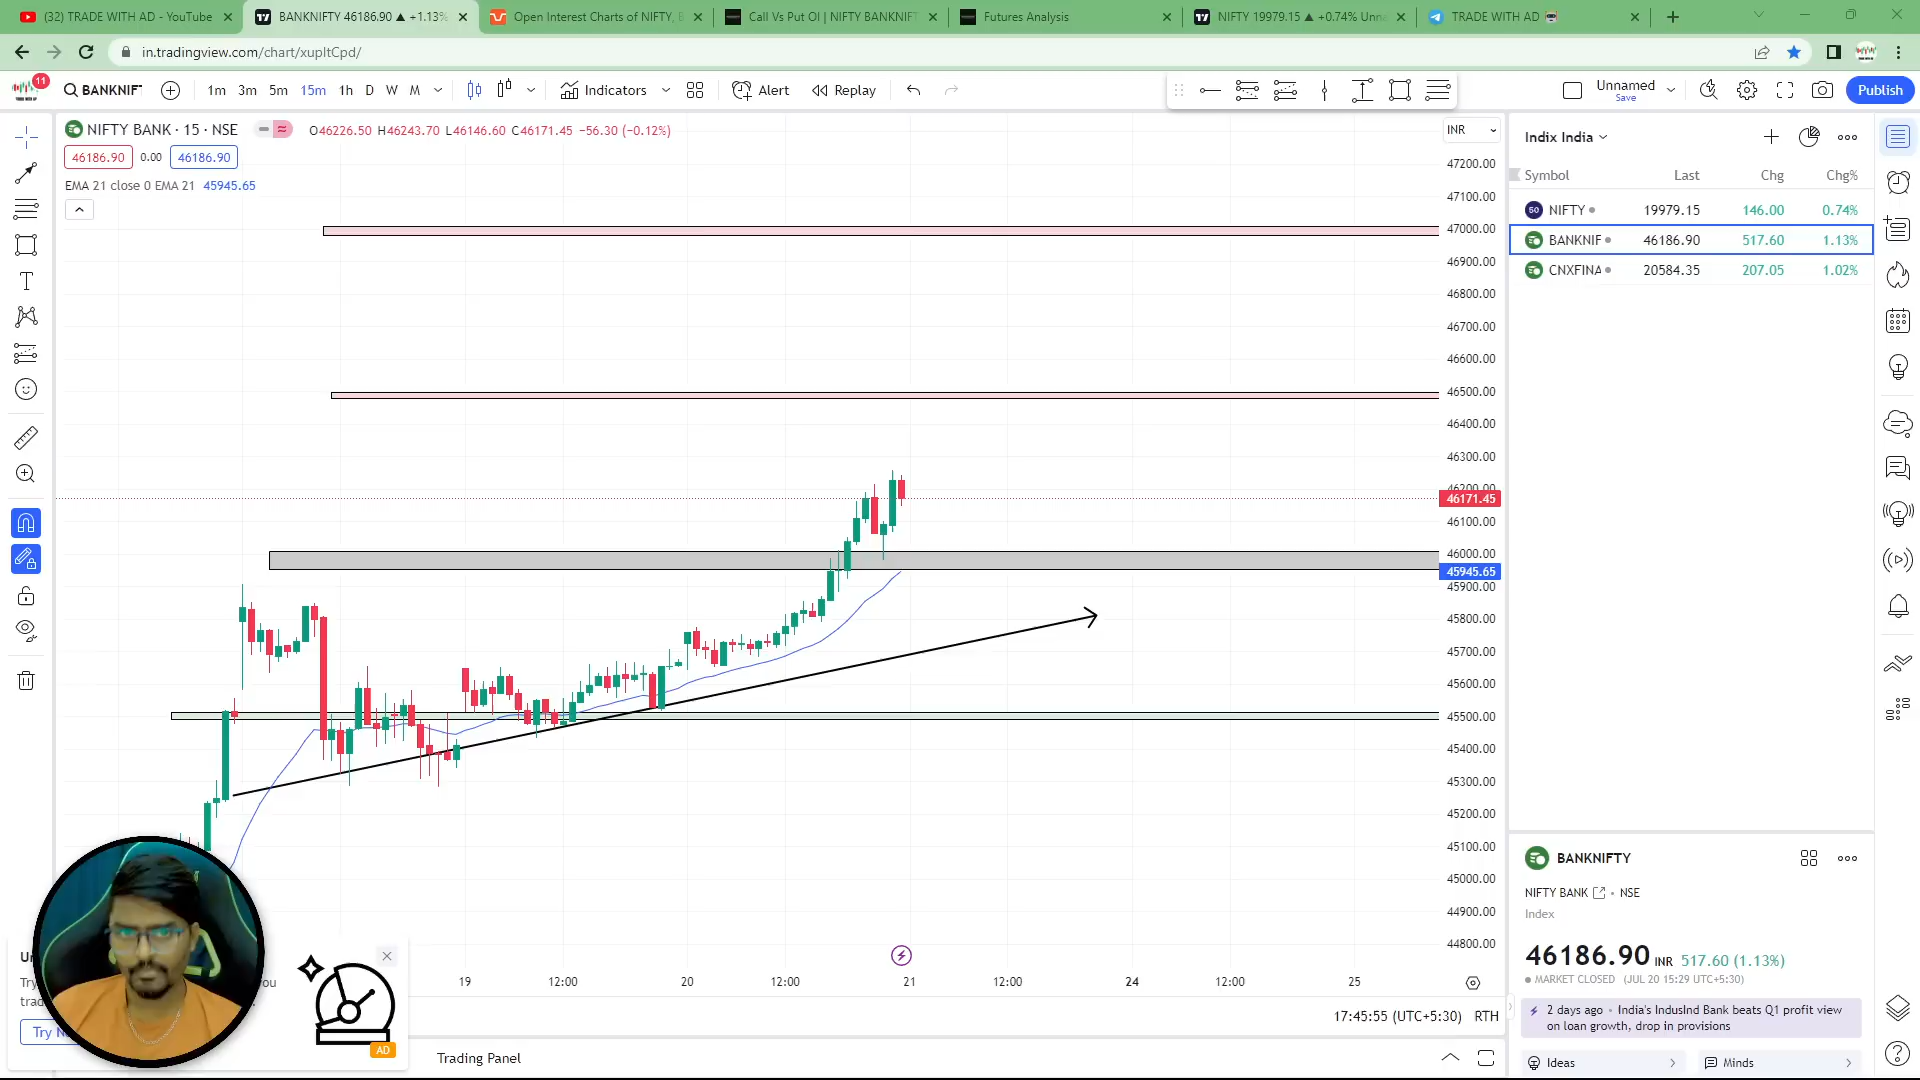 (32) TRADE WITH AD - YouTube
BANKNIFTY 46186.90 ▲ +1.13%
Open Interest Charts of NIFTY, B
Call Vs Put OI | NIFTY BANKNIFT
Futures Analysis
NIFTY 19979.15 ▲ +0.74% Unna
TRADE WITH AD
in.tradingview.com/chart/xupltCpd/
11
BANKNIF
1m 3m 5m 15m 1h D W M
Indicators
Alert
Replay
Unnamed
Save
Publish
NIFTY BANK · 15 · NSE
O46226.50 H46243.70 L46146.60 C46171.45 −56.30 (−0.12%)
46186.90 0.00 46186.90
EMA 21 close 0 EMA 21 45945.65
INR
47200.00
47100.00
47000.00
46900.00
46800.00
46700.00
46600.00
46500.00
46400.00
46300.00
46200.00
46171.45
46100.00
46000.00
45945.65
45900.00
45800.00
45700.00
45600.00
45500.00
45400.00
45300.00
45200.00
45100.00
45000.00
44900.00
44800.00
19 12:00 20 12:00 21 12:00 24 12:00 25
17:45:55 (UTC+5:30) RTH
Trading Panel
Try N
you
AD
Indix India
Symbol Last Chg Chg%
50 NIFTY 19979.15 146.00 0.74%
BANKNIF 46186.90 517.60 1.13%
CNXFINA 20584.35 207.05 1.02%
BANKNIFTY
NIFTY BANK · NSE
Index
46186.90 INR 517.60 (1.13%)
MARKET CLOSED (JUL 20 15:29 UTC+5:30)
2 days ago · India's IndusInd Bank beats Q1 profit view
on loan growth, drop in provisions
Ideas
Minds